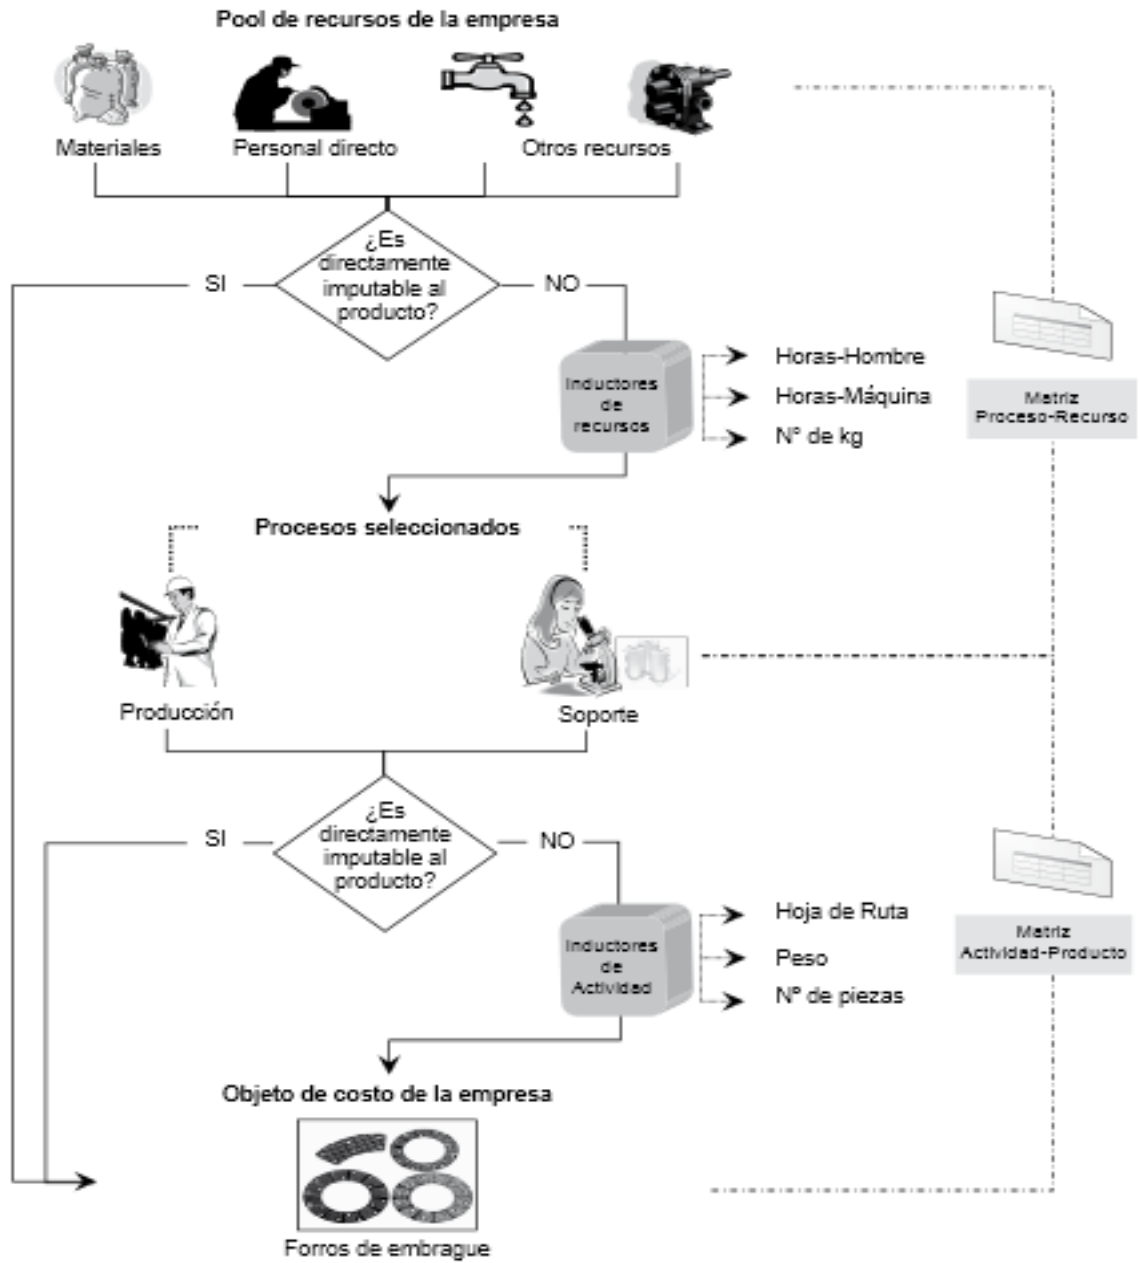 Pool de recursos de la empresa
Materiales
Personal directo
Otros recursos
¿Es
directamente
imputable al
producto?
SI
NO
Inductores
de
recursos
Horas-Hombre
Horas-Máquina
Nº de kg
Matriz
Proceso-Recurso
Procesos seleccionados
Producción
Soporte
¿Es
directamente
imputable al
producto?
SI
NO
Inductores
de
Actividad
Hoja de Ruta
Peso
Nº de piezas
Matriz
Actividad-Producto
Objeto de costo de la empresa
Forros de embrague